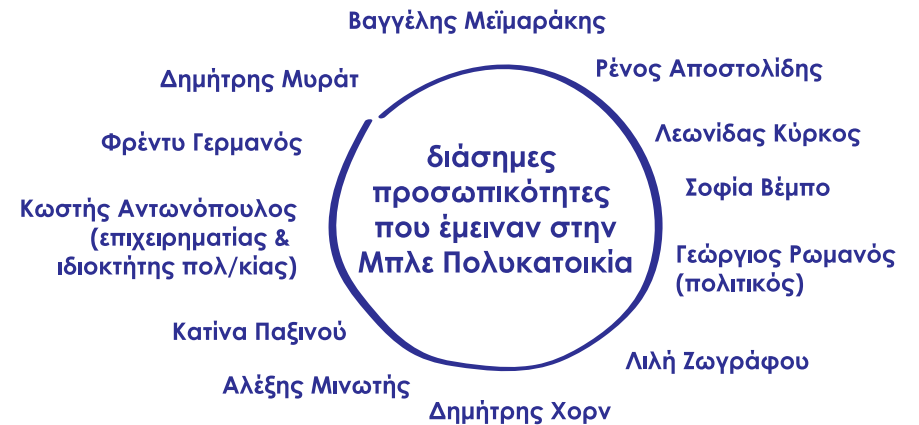 Βαγγέλης Μεϊμαράκης
Ρένος Αποστολίδης
Λεωνίδας Κύρκος
Σοφία Βέμπο
Γεώργιος Ρωμανός
(πολιτικός)
Λιλή Ζωγράφου
Δημήτρης Χορν
Αλέξης Μινωτής
Κατίνα Παξινού
Κωστής Αντωνόπουλος
(επιχειρηματίας &
ιδιοκτήτης πολ/κίας)
Φρέντυ Γερμανός
Δημήτρης Μυράτ
διάσημες
προσωπικότητες
που έμειναν στην
Μπλε Πολυκατοικία